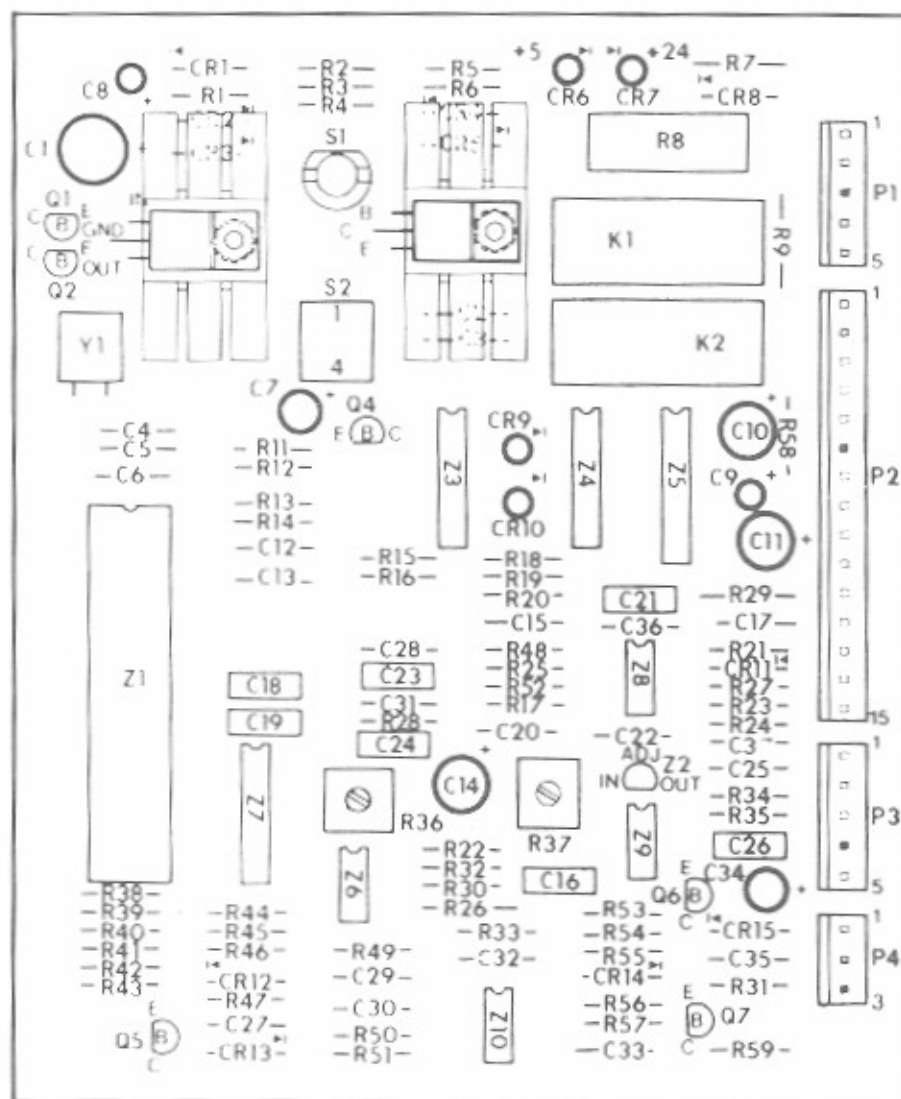 +5
+24
C8
CR1
R2
R5
R7
R3
R6
CR6
CR7
CR8
R1
R4
1
C1
S1
R8
P1
Q1
C
B
E
GND
B
C
E
K1
R9
C
B
E
OUT
5
Q2
S2
1
Y1
1
4
K2
C7
Q4
E
B
C
C4
C5
C6
R11
R12
Z3
CR9
Z4
Z5
C10
R58
C9
P2
R13
R14
CR10
C11
C12
R15
R18
C13
R16
R19
R20
C21
R29
C15
C36
C17
Z1
C28
R48
R21
C18
C23
R25
Z8
CR11
R52
R27
C31
R17
R23
15
C19
R28
C20
R24
C24
C22
C3
1
ADJ
Z2
IN
OUT
C25
Z7
C14
R34
R36
R37
R35
P3
Z9
C26
R22
R32
C34
5
Z6
R30
C16
E
Q6
B
C
R38
R39
R26
R53
1
R40
R44
R33
R54
CR15
R41
R45
R49
C32
R55
C35
P4
R42
R46
C29
CR14
R43
CR12
R31
3
R47
C30
Z10
R56
E
B
C
Q7
E
Q5
B
C
C27
R50
R57
CR13
R51
C33
R59